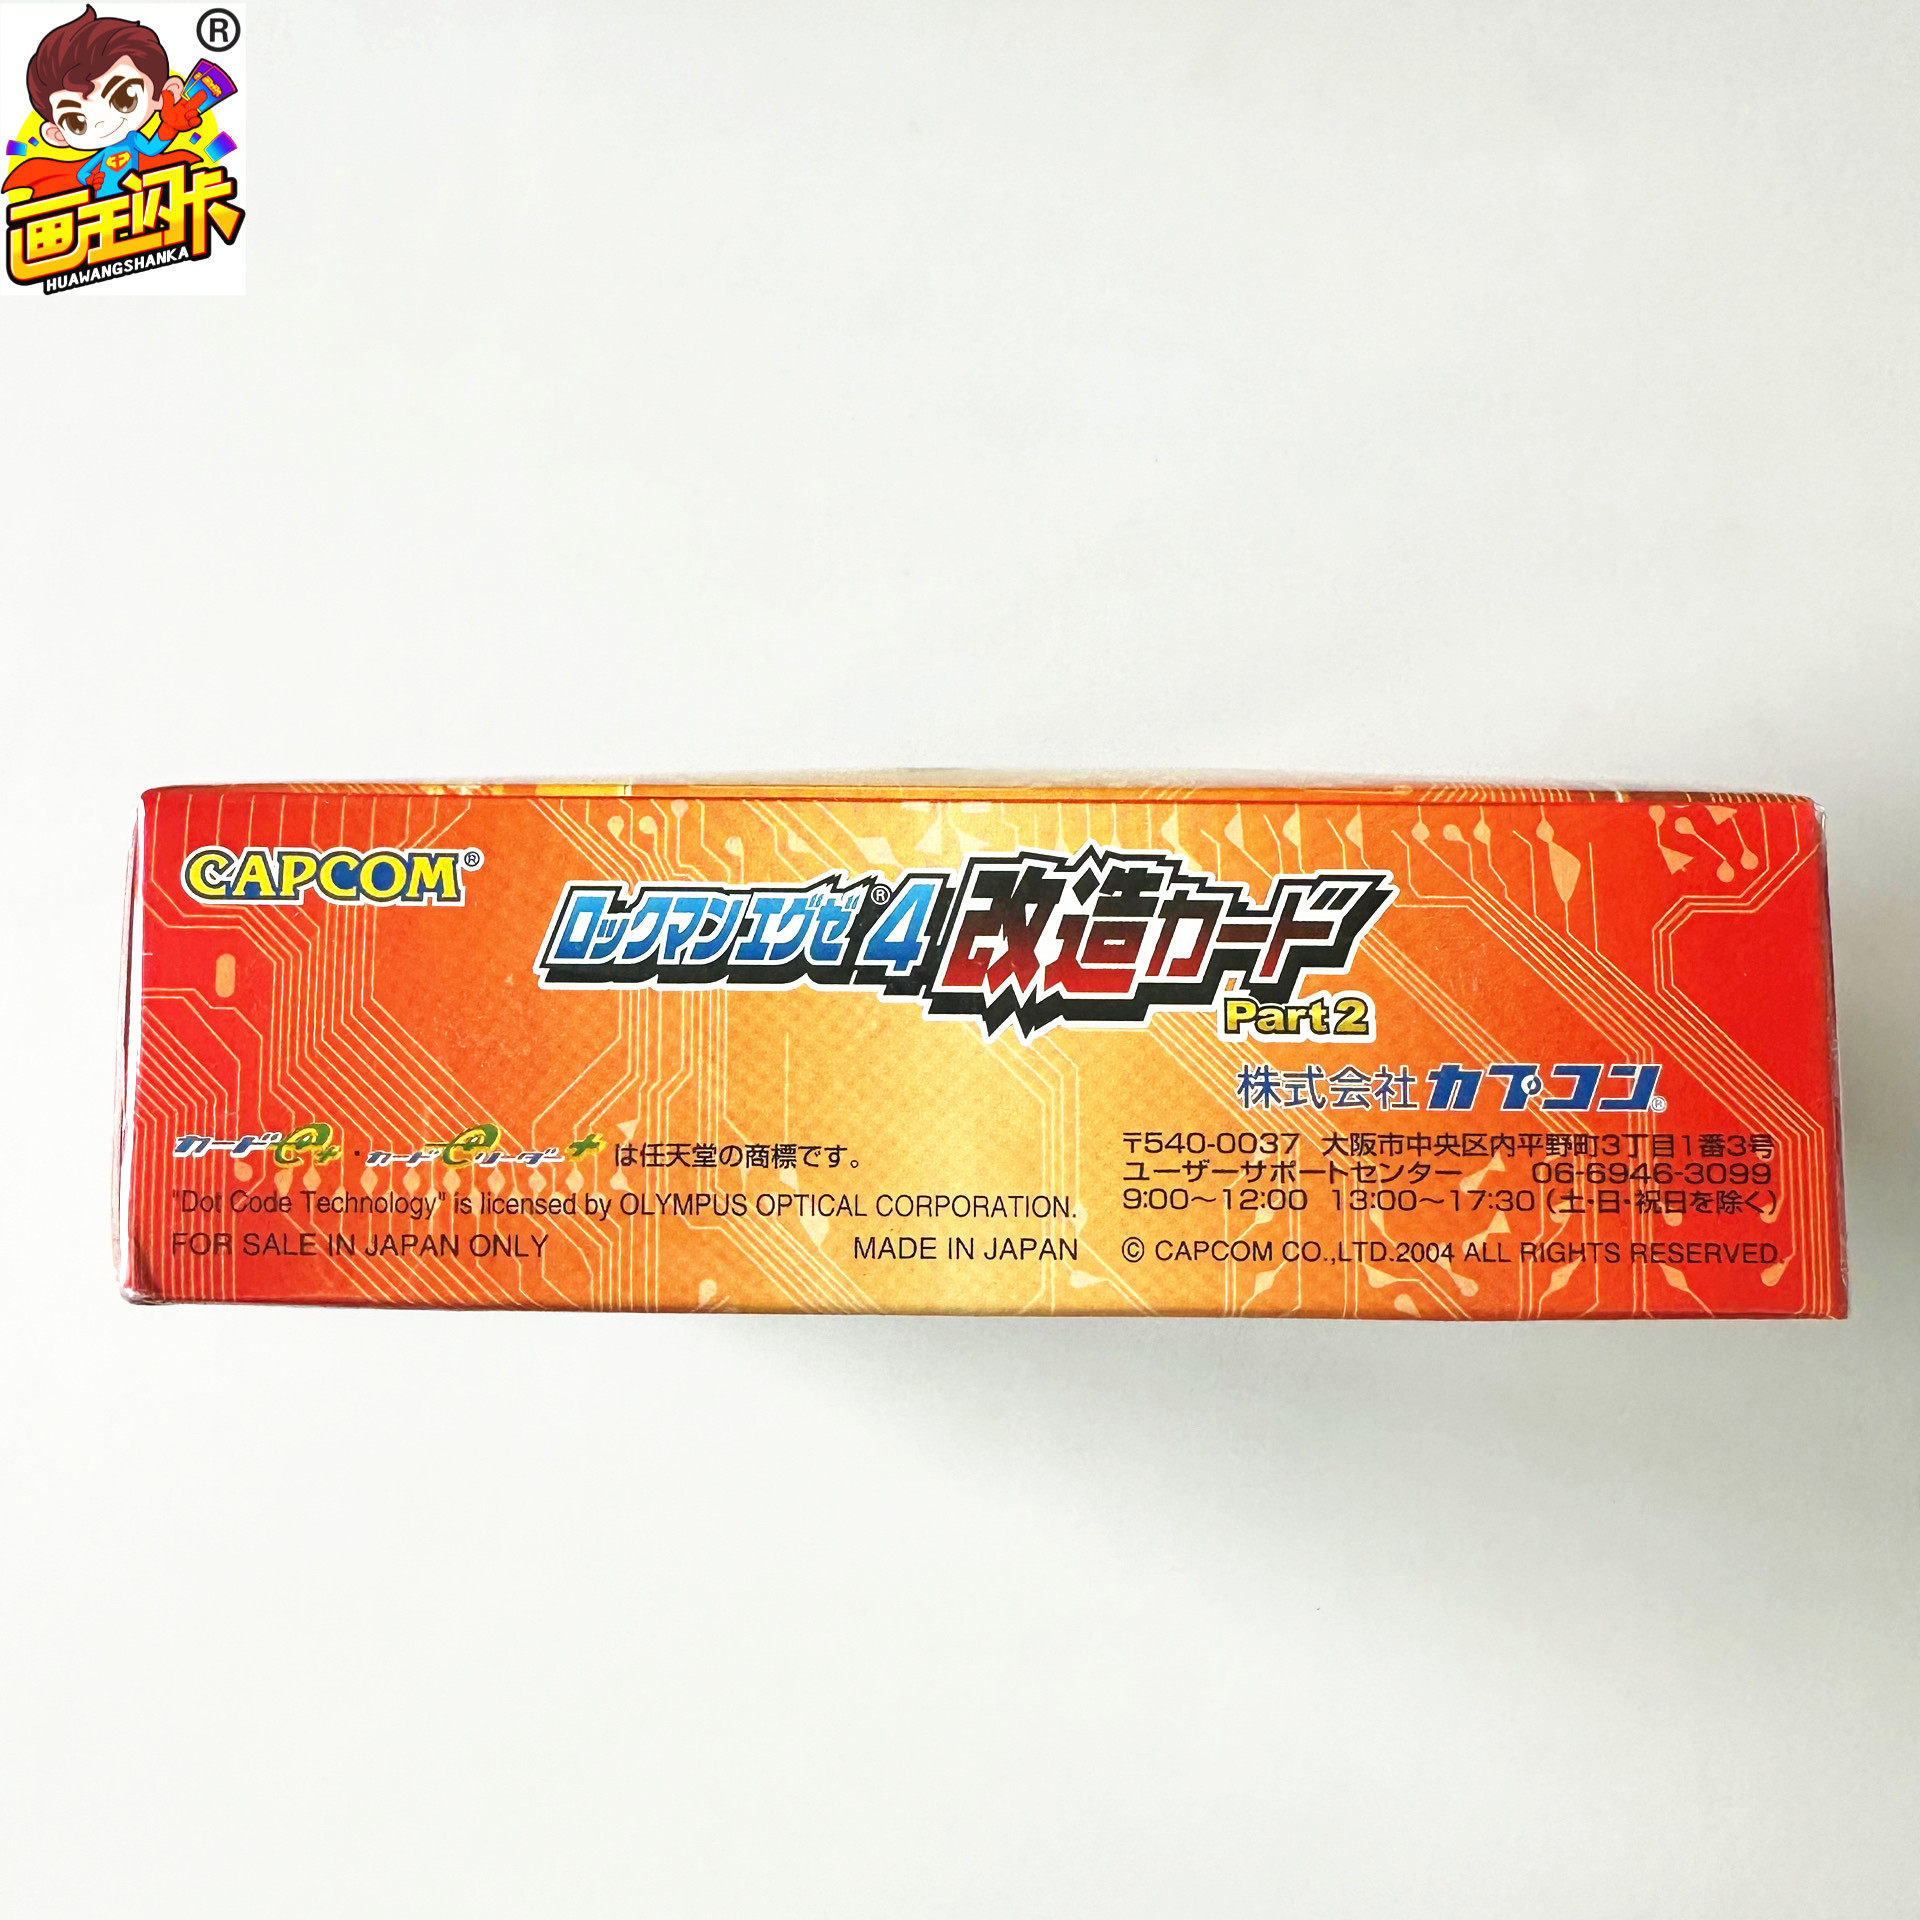 ®
画王闪卡
HUAWANGSHANKA
CAPCOM®
ロックマンエグゼ®4 改造カード
Part2
株式会社カプコン®
カードe+・カードeリーダー+は任天堂の商標です。
"Dot Code Technology" is licensed by OLYMPUS OPTICAL CORPORATION.
FOR SALE IN JAPAN ONLY MADE IN JAPAN
〒540-0037 大阪市中央区内平野町3丁目1番3号
ユーザーサポートセンター 06-6946-3099
9:00〜12:00 13:00〜17:30(土・日・祝日を除く)
© CAPCOM CO.,LTD.2004 ALL RIGHTS RESERVED.